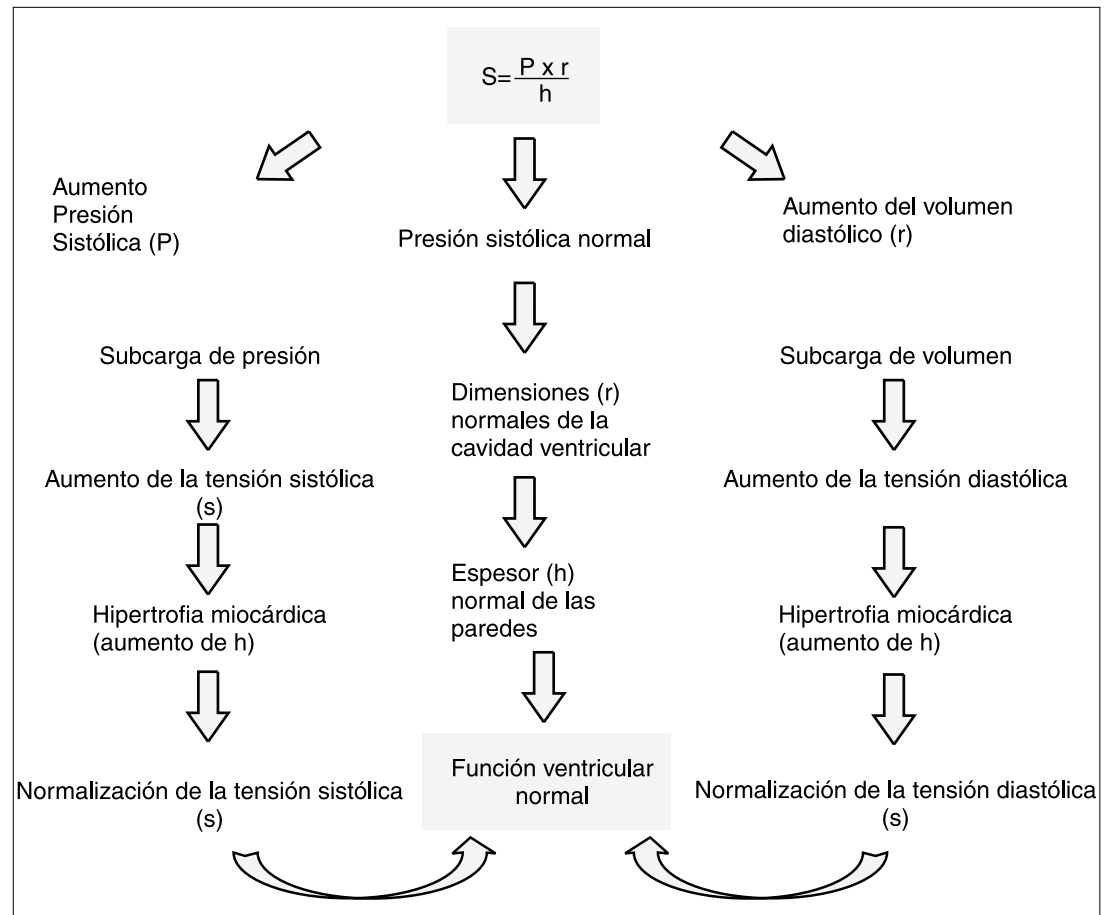 S= P x r
h
Aumento
Presión
Sistólica (P)
Subcarga de presión
Aumento de la tensión sistólica
(s)
Hipertrofia miocárdica
(aumento de h)
Normalización de la tensión sistólica
(s)
Presión sistólica normal
Dimensiones (r)
normales de la
cavidad ventricular
Espesor (h)
normal de las
paredes
Función ventricular
normal
Aumento del volumen
diastólico (r)
Subcarga de volumen
Aumento de la tensión diastólica
Hipertrofia miocárdica
(aumento de h)
Normalización de la tensión diastólica
(s)